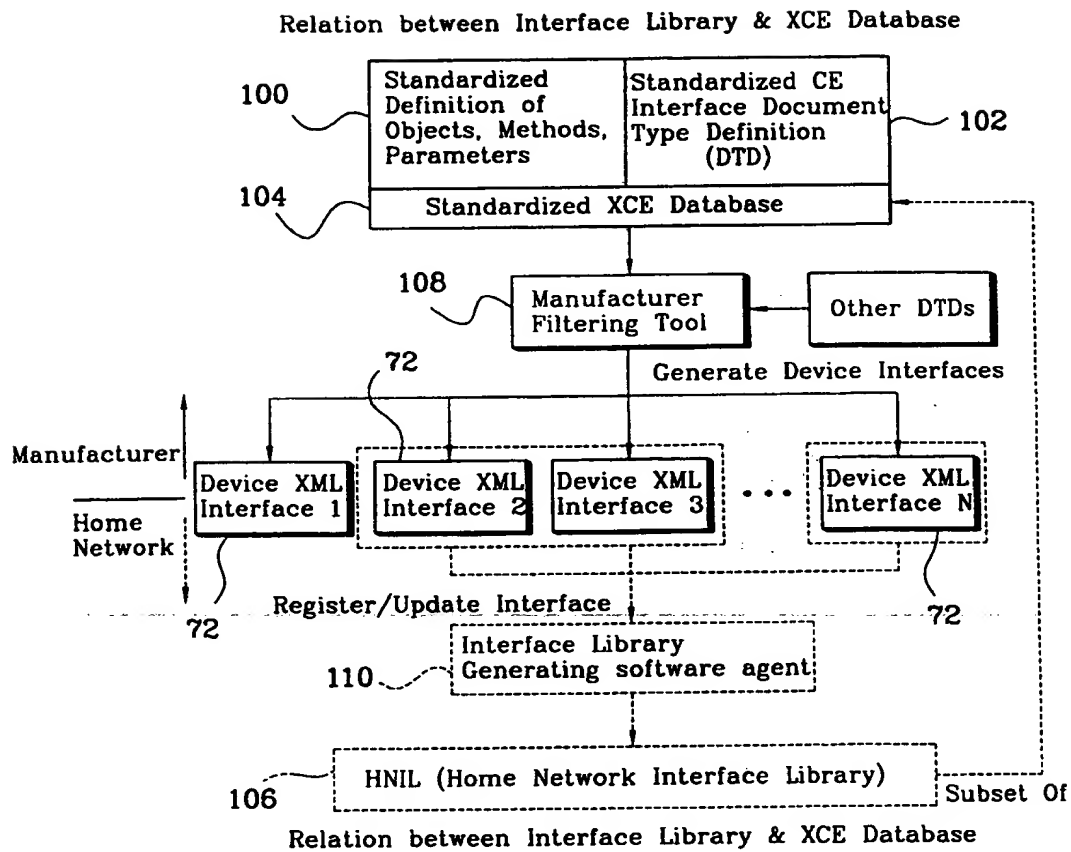 Relation between Interface Library & XCE Database
100
Standardized
Definition of
Objects, Methods,
Parameters
Standardized CE
Interface Document
Type Definition
(DTD)
102
104
Standardized XCE Database
108
Manufacturer
Filtering Tool
Other DTDs
72
Generate Device Interfaces
Manufacturer
Home
Network
Device XML
Interface 1
Device XML
Interface 2
Device XML
Interface 3
Device XML
Interface N
72
Register/Update Interface
72
Interface Library
Generating software agent
110
HNIL (Home Network Interface Library)
106
Subset Of
Relation between Interface Library & XCE Database